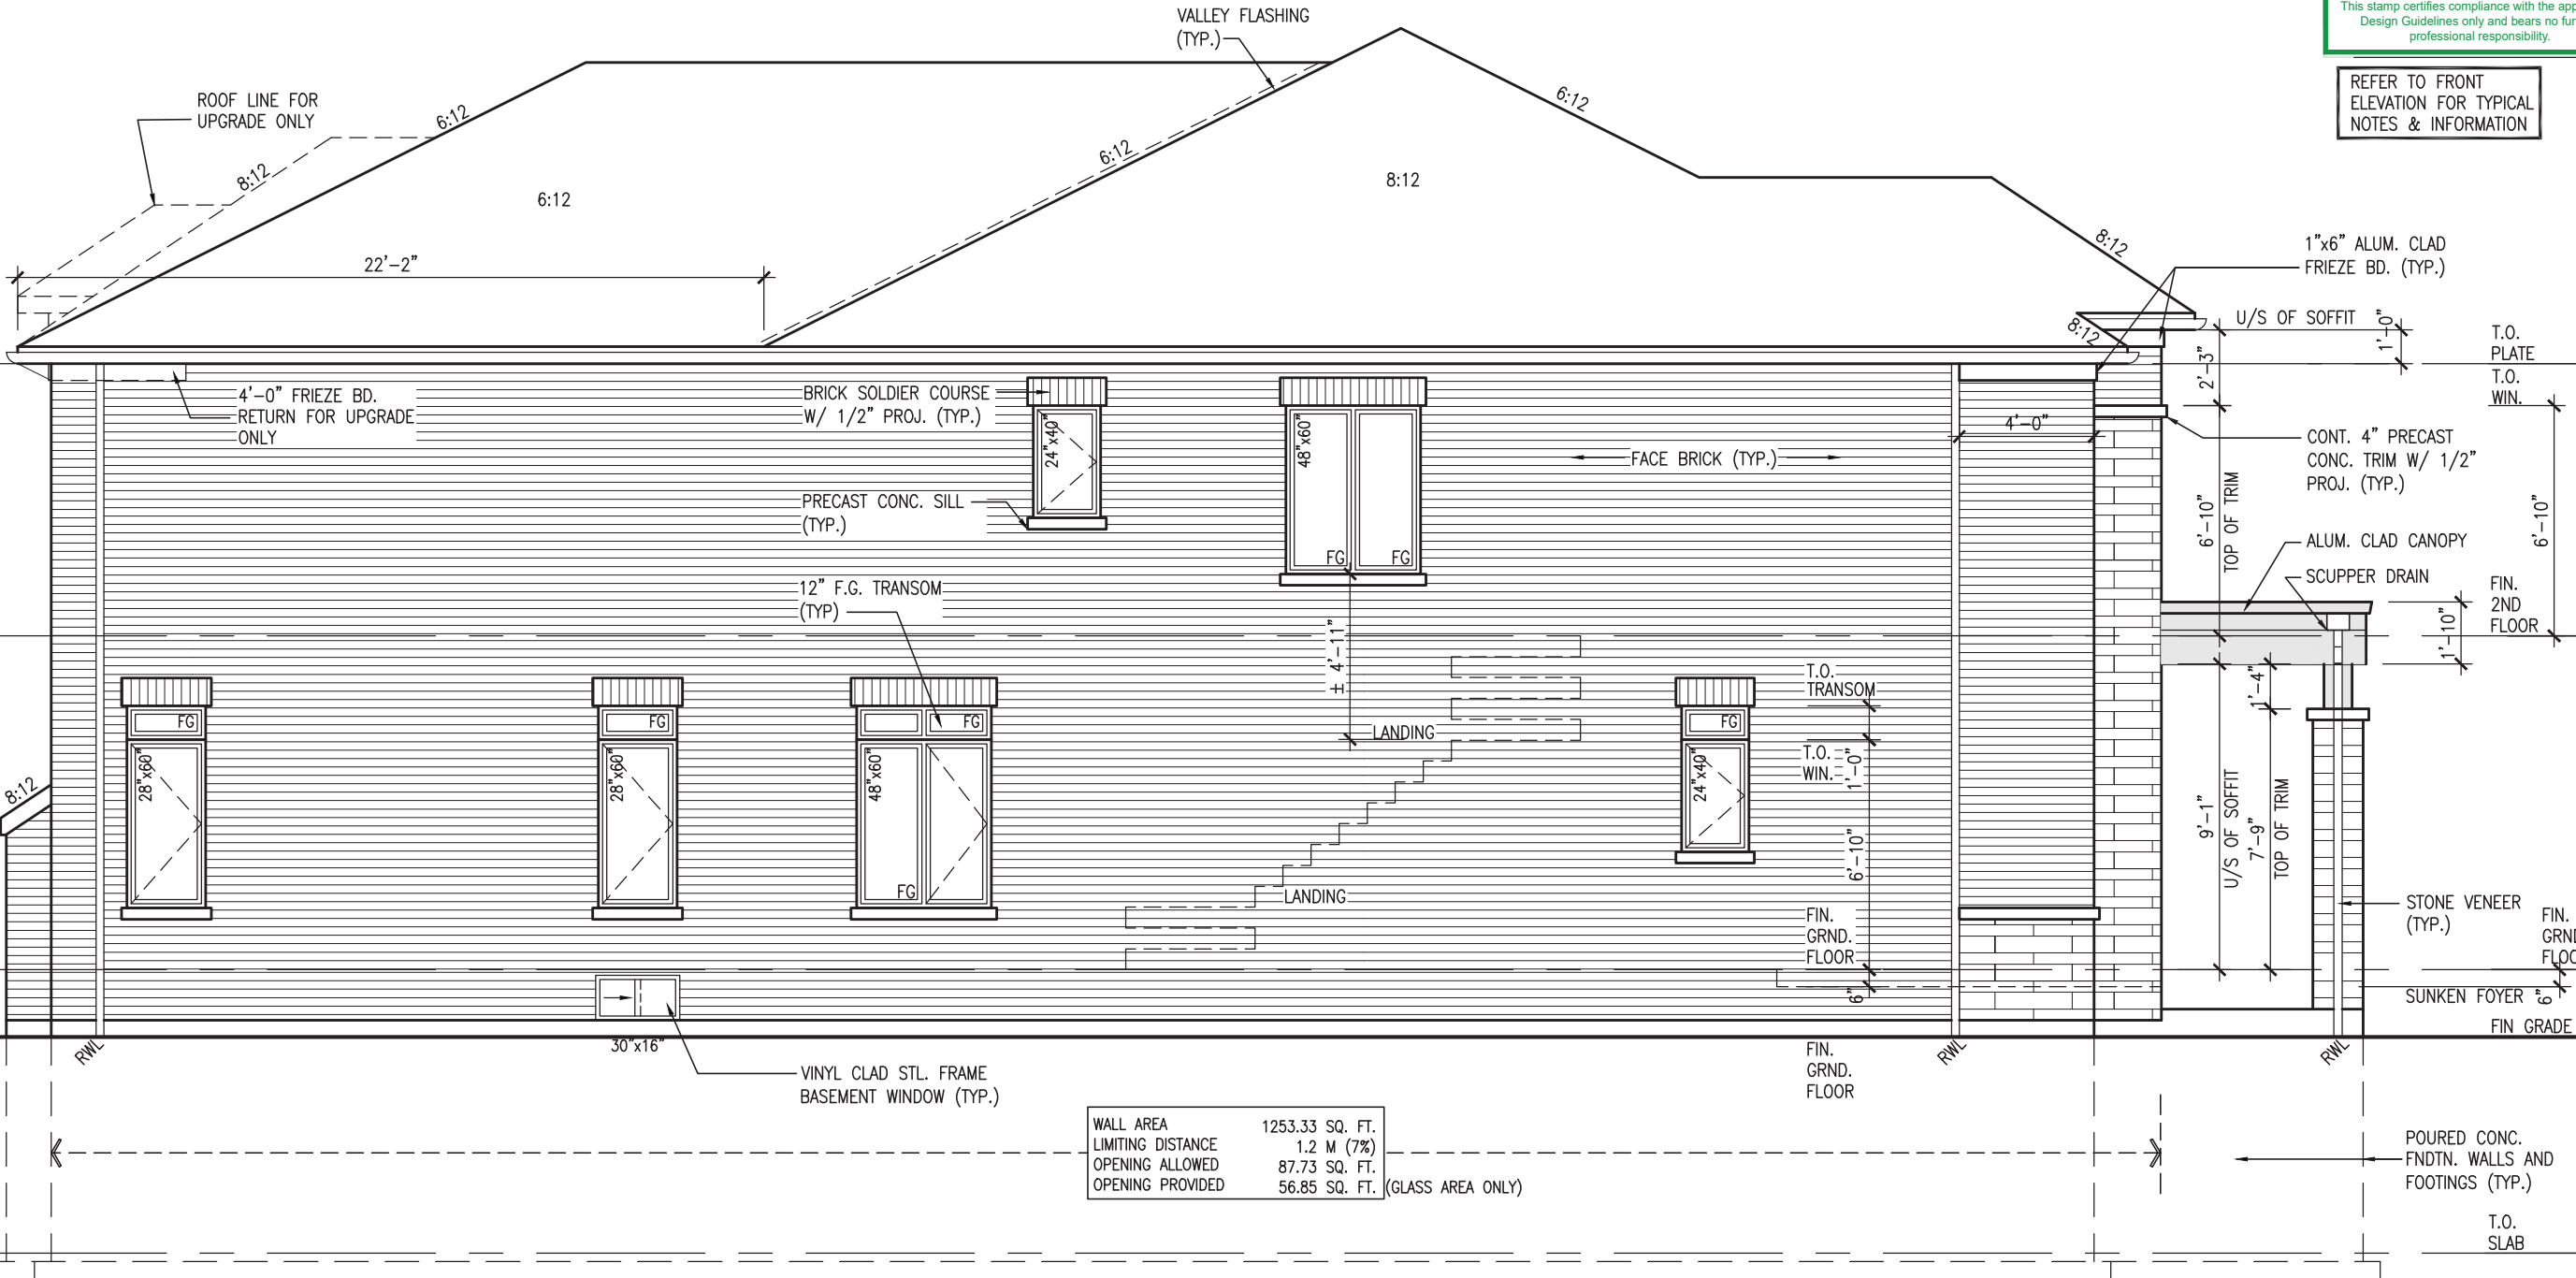 This stamp certifies compliance with the app
Design Guidelines only and bears no fur
professional responsibility.
REFER TO FRONT
ELEVATION FOR TYPICAL
NOTES & INFORMATION
VALLEY FLASHING
(TYP.)
ROOF LINE FOR
UPGRADE ONLY
6:12
8:12
6:12
6:12
8:12
6:12
8:12
8:12
22'-2"
1"x6" ALUM. CLAD
FRIEZE BD. (TYP.)
U/S OF SOFFIT
1'-0"
T.O.
PLATE
T.O.
WIN.
2'-3"
4'-0" FRIEZE BD.
RETURN FOR UPGRADE
ONLY
BRICK SOLDIER COURSE
W/ 1/2" PROJ. (TYP.)
24"x40"
48"x60"
FG
FG
FACE BRICK (TYP.)
4'-0"
CONT. 4" PRECAST
CONC. TRIM W/ 1/2"
PROJ. (TYP.)
PRECAST CONC. SILL
(TYP.)
6'-10"
TOP OF TRIM
6'-10"
ALUM. CLAD CANOPY
SCUPPER DRAIN
FIN.
2ND
FLOOR
1'-10"
12" F.G. TRANSOM
(TYP)
± 4'-11"
T.O.
TRANSOM
1'-4"
FG
FG
FG
FG
LANDING
T.O.
WIN.
1'-0"
28"x60"
28"x60"
48"x60"
24"x40"
8:12
9'-1"
U/S OF SOFFIT
7'-9"
TOP OF TRIM
6'-10"
FG
LANDING
STONE VENEER
(TYP.)
FIN.
GRND.
FLOOR
FIN.
GRND
FLOO
6"
SUNKEN FOYER
6"
FIN GRADE
RWL
30"x16"
RWL
RWL
VINYL CLAD STL. FRAME
BASEMENT WINDOW (TYP.)
FIN.
GRND.
FLOOR
WALL AREA 1253.33 SQ. FT.
LIMITING DISTANCE 1.2 M (7%)
OPENING ALLOWED 87.73 SQ. FT.
OPENING PROVIDED 56.85 SQ. FT. (GLASS AREA ONLY)
POURED CONC.
FNDTN. WALLS AND
FOOTINGS (TYP.)
T.O.
SLAB